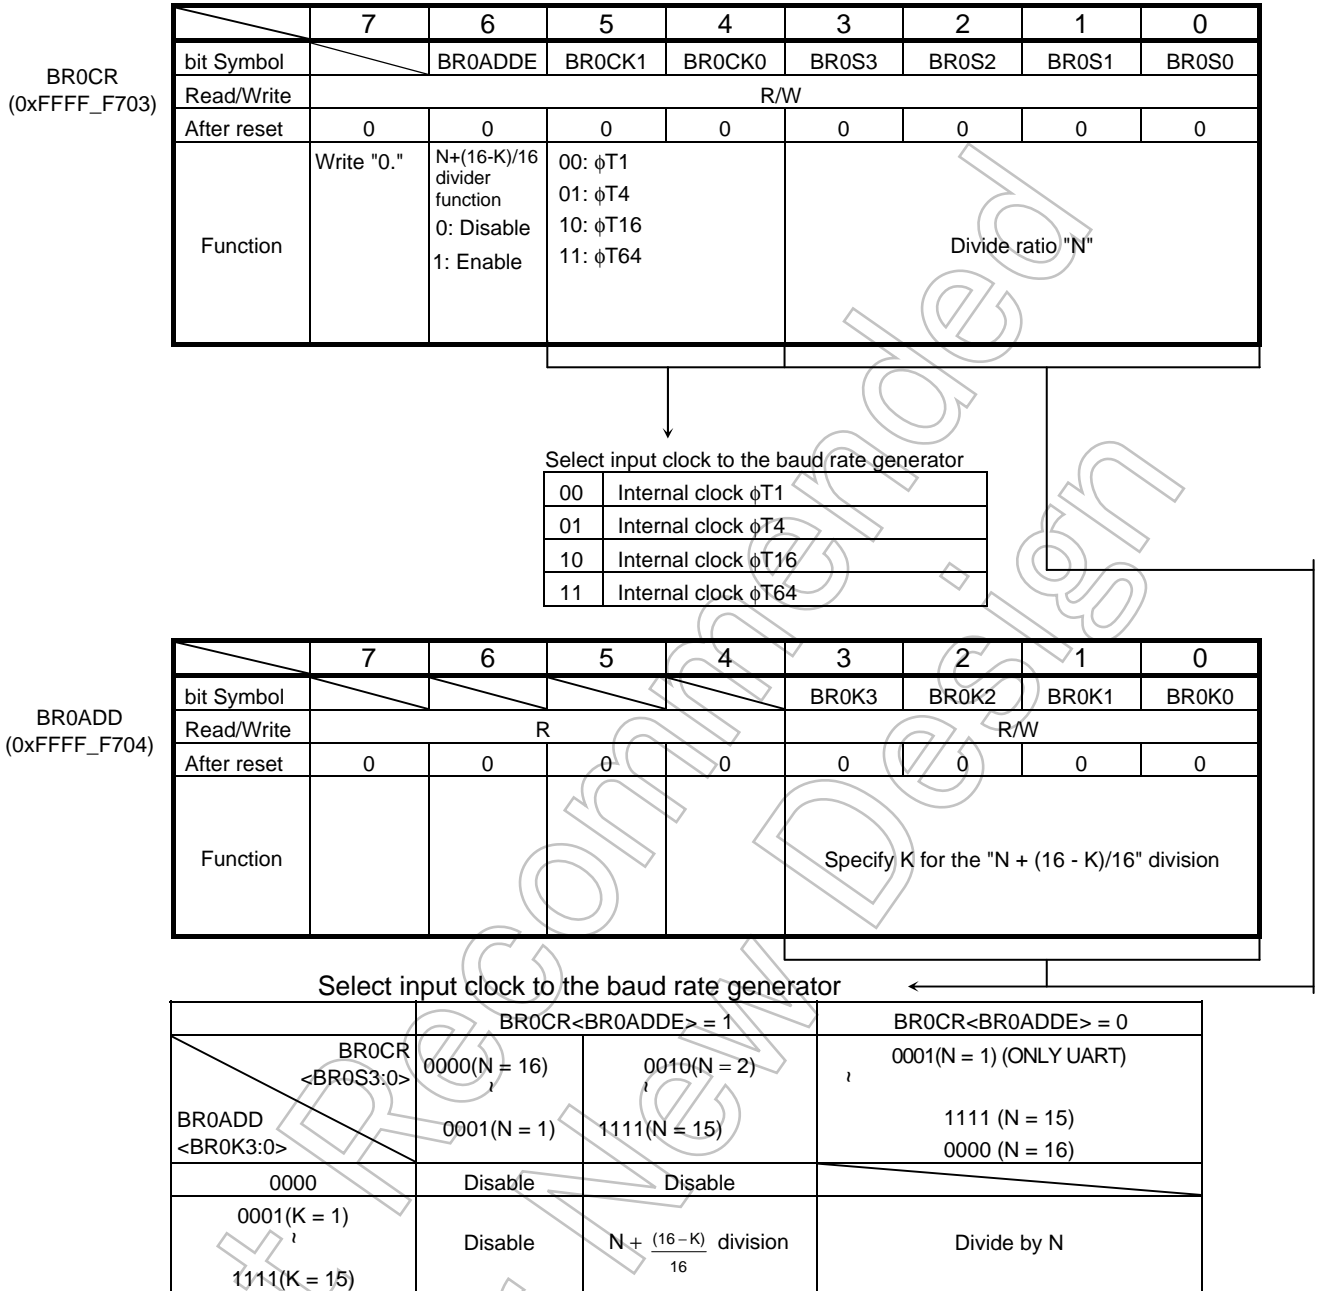 7 6 5 4 3 2 1 0
BR0CR
(0xFFFF_F703)
bit Symbol BR0ADDE BR0CK1 BR0CK0 BR0S3 BR0S2 BR0S1 BR0S0
Read/Write R/W
After reset 0 0 0 0 0 0 0 0
Function
Write "0."
N+(16-K)/16
divider
function
0: Disable
1: Enable
00: ϕT1
01: ϕT4
10: ϕT16
11: ϕT64
Divide ratio "N"
Select input clock to the baud rate generator
00 Internal clock ϕT1
01 Internal clock ϕT4
10 Internal clock ϕT16
11 Internal clock ϕT64
7 6 5 4 3 2 1 0
BR0ADD
(0xFFFF_F704)
bit Symbol BR0K3 BR0K2 BR0K1 BR0K0
Read/Write R R/W
After reset 0 0 0 0 0 0 0 0
Function Specify K for the "N + (16 - K)/16" division
Select input clock to the baud rate generator
BR0CR<BR0ADDE> = 1 BR0CR<BR0ADDE> = 0
BR0CR
<BR0S3:0>
BR0ADD
<BR0K3:0>
0000(N = 16)
~
0001(N = 1)
0010(N = 2)
~
1111(N = 15)
0001(N = 1) (ONLY UART)
~
1111 (N = 15)
0000 (N = 16)
0000 Disable Disable
0001(K = 1)
~
1111(K = 15)
Disable
N + (16 – K)/16 division
Divide by N
Not Recommended
for New Design